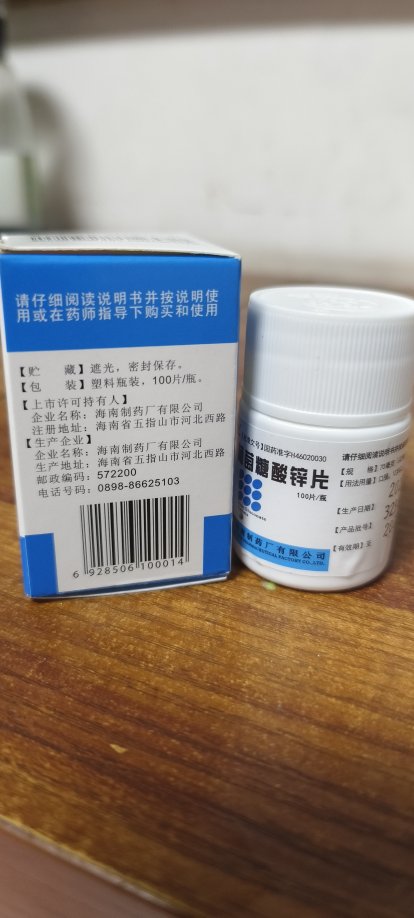 请仔细阅读说明书并按说明使
用或在药师指导下购买和使用
【贮 藏】遮光，密封保存。
【包 装】塑料瓶装，100片/瓶。
【上市许可持有人】
企业名称：海南制药厂有限公司
注册地址：海南省五指山市河北西路
【生产企业】
企业名称：海南制药厂有限公司
生产地址：海南省五指山市河北西路
邮政编码：572200
电话号码：0898-86625103
6 928506 100014
国药准字H46020030
萄糖酸锌片
100片/瓶
制药厂有限公司
请仔细阅读说明书并
【规 格】
【用法用量】口服。
【生产日期】
【产品批号】
【有效期】至